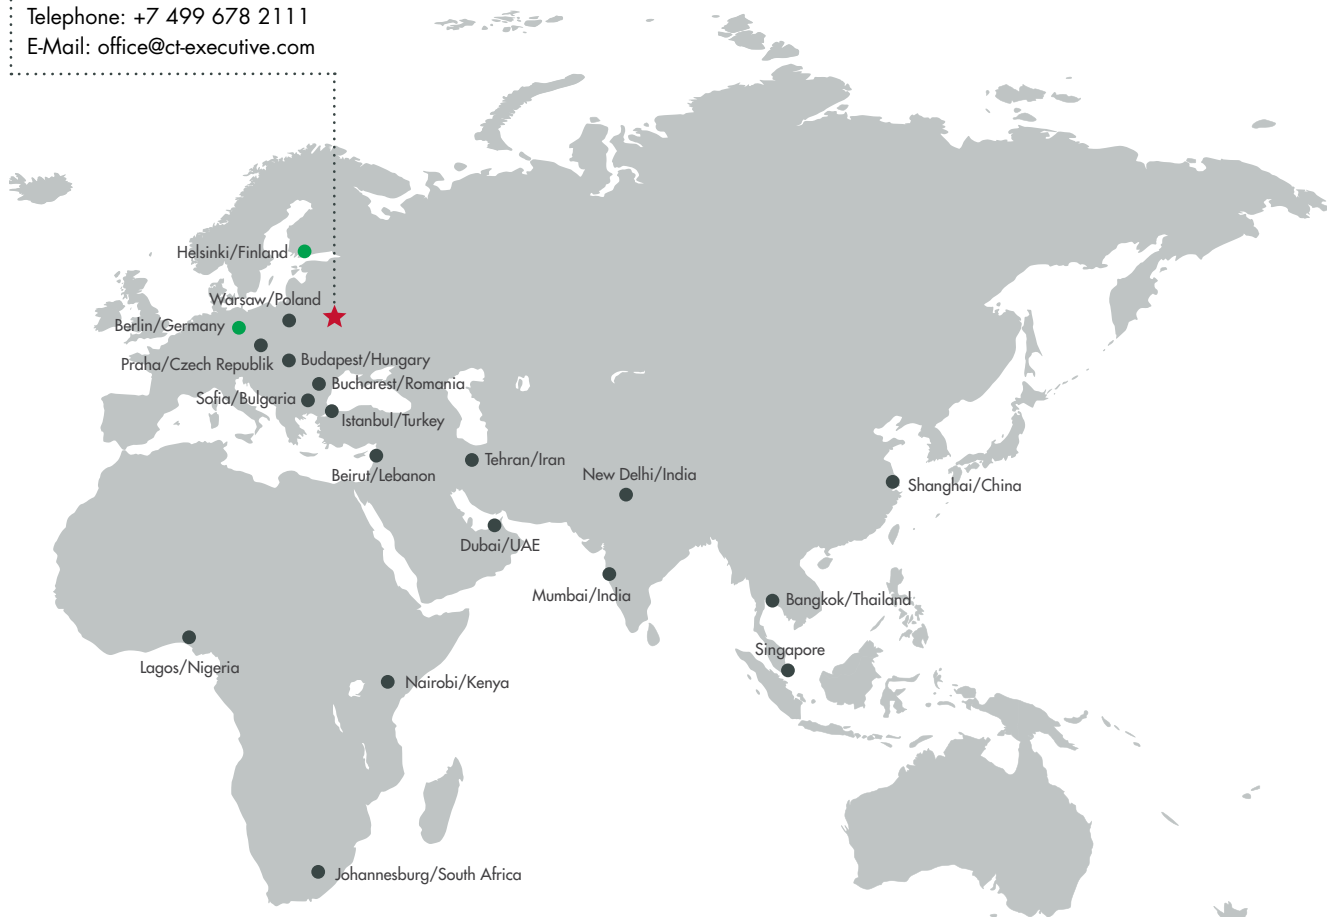 Telephone: +7 499 678 2111
E-Mail: office@ct-executive.com
Helsinki/Finland
Warsaw/Poland
Berlin/Germany
Praha/Czech Republik
Budapest/Hungary
Bucharest/Romania
Sofia/Bulgaria
Istanbul/Turkey
Beirut/Lebanon
Tehran/Iran
New Delhi/India
Shanghai/China
Dubai/UAE
Mumbai/India
Bangkok/Thailand
Singapore
Lagos/Nigeria
Nairobi/Kenya
Johannesburg/South Africa